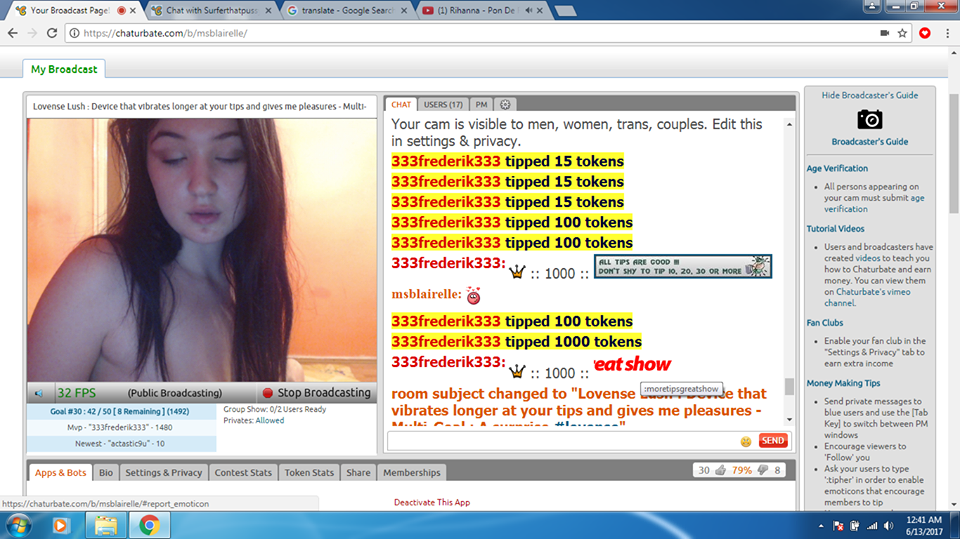 Your Broadcast Page!
Chat with Surferthatpuss
translate - Google Search
(1) Rihanna - Pon De
https://chaturbate.com/b/msblairelle/
My Broadcast
Lovense Lush : Device that vibrates longer at your tips and gives me pleasures - Multi-
32 FPS
(Public Broadcasting)
Stop Broadcasting
Goal #30 : 42 / 50 [ 8 Remaining ] (1492)
Mvp - "333frederik333" - 1480
Newest - "actastic9u" - 10
Group Show: 0/2 Users Ready
Privates: Allowed
CHAT
USERS (17)
PM
Your cam is visible to men, women, trans, couples. Edit this
in settings & privacy.
333frederik333 tipped 15 tokens
333frederik333 tipped 15 tokens
333frederik333 tipped 15 tokens
333frederik333 tipped 100 tokens
333frederik333 tipped 100 tokens
333frederik333: :: 1000 ::
ALL TIPS ARE GOOD !!!
DON'T SHY TO TIP 10, 20, 30 OR MORE
msblairelle:
333frederik333 tipped 100 tokens
333frederik333 tipped 1000 tokens
333frederik333: :: 1000 :: eat show
:moretipsgreatshow
room subject changed to "Lovense Lush : Device that
vibrates longer at your tips and gives me pleasures -
Multi-Goal : A surprise #lovense"
SEND
Hide Broadcaster's Guide
Broadcaster's Guide
Age Verification
All persons appearing on
your cam must submit age
verification
Tutorial Videos
Users and broadcasters have
created videos to teach you
how to Chaturbate and earn
money. You can view them
on Chaturbate's vimeo
channel.
Fan Clubs
Enable your fan club in the
"Settings & Privacy" tab to
earn extra income
Money Making Tips
Send private messages to
blue users and use the [Tab
Key] to switch between PM
windows
Encourage viewers to
'Follow' you
Ask your users to type
':tipher' in order to enable
emoticons that encourage
members to tip
Apps & Bots
Bio
Settings & Privacy
Contest Stats
Token Stats
Share
Memberships
30
79%
8
Deactivate This App
https://chaturbate.com/b/msblairelle/#report_emoticon
12:41 AM
6/13/2017